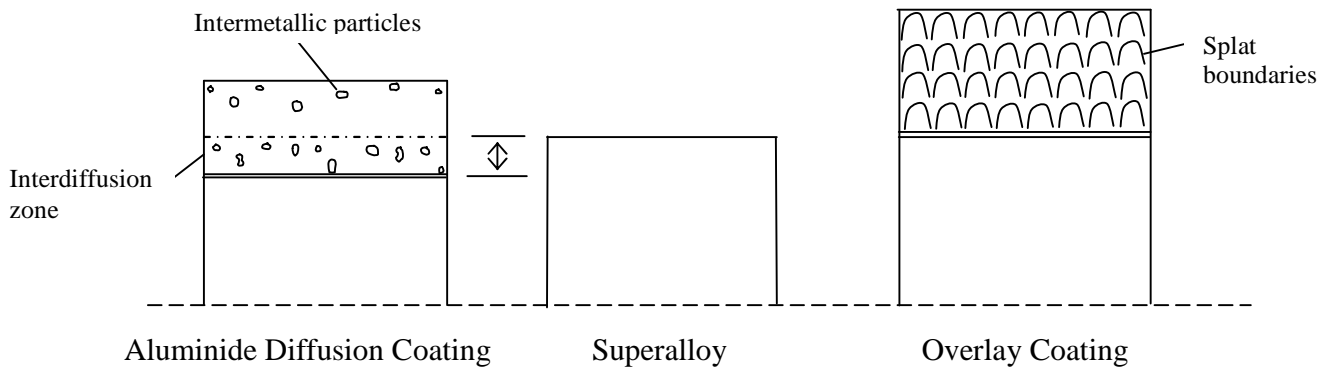 Intermetallic particles
Splat
boundaries
Interdiffusion
zone
Aluminide Diffusion Coating
Superalloy
Overlay Coating